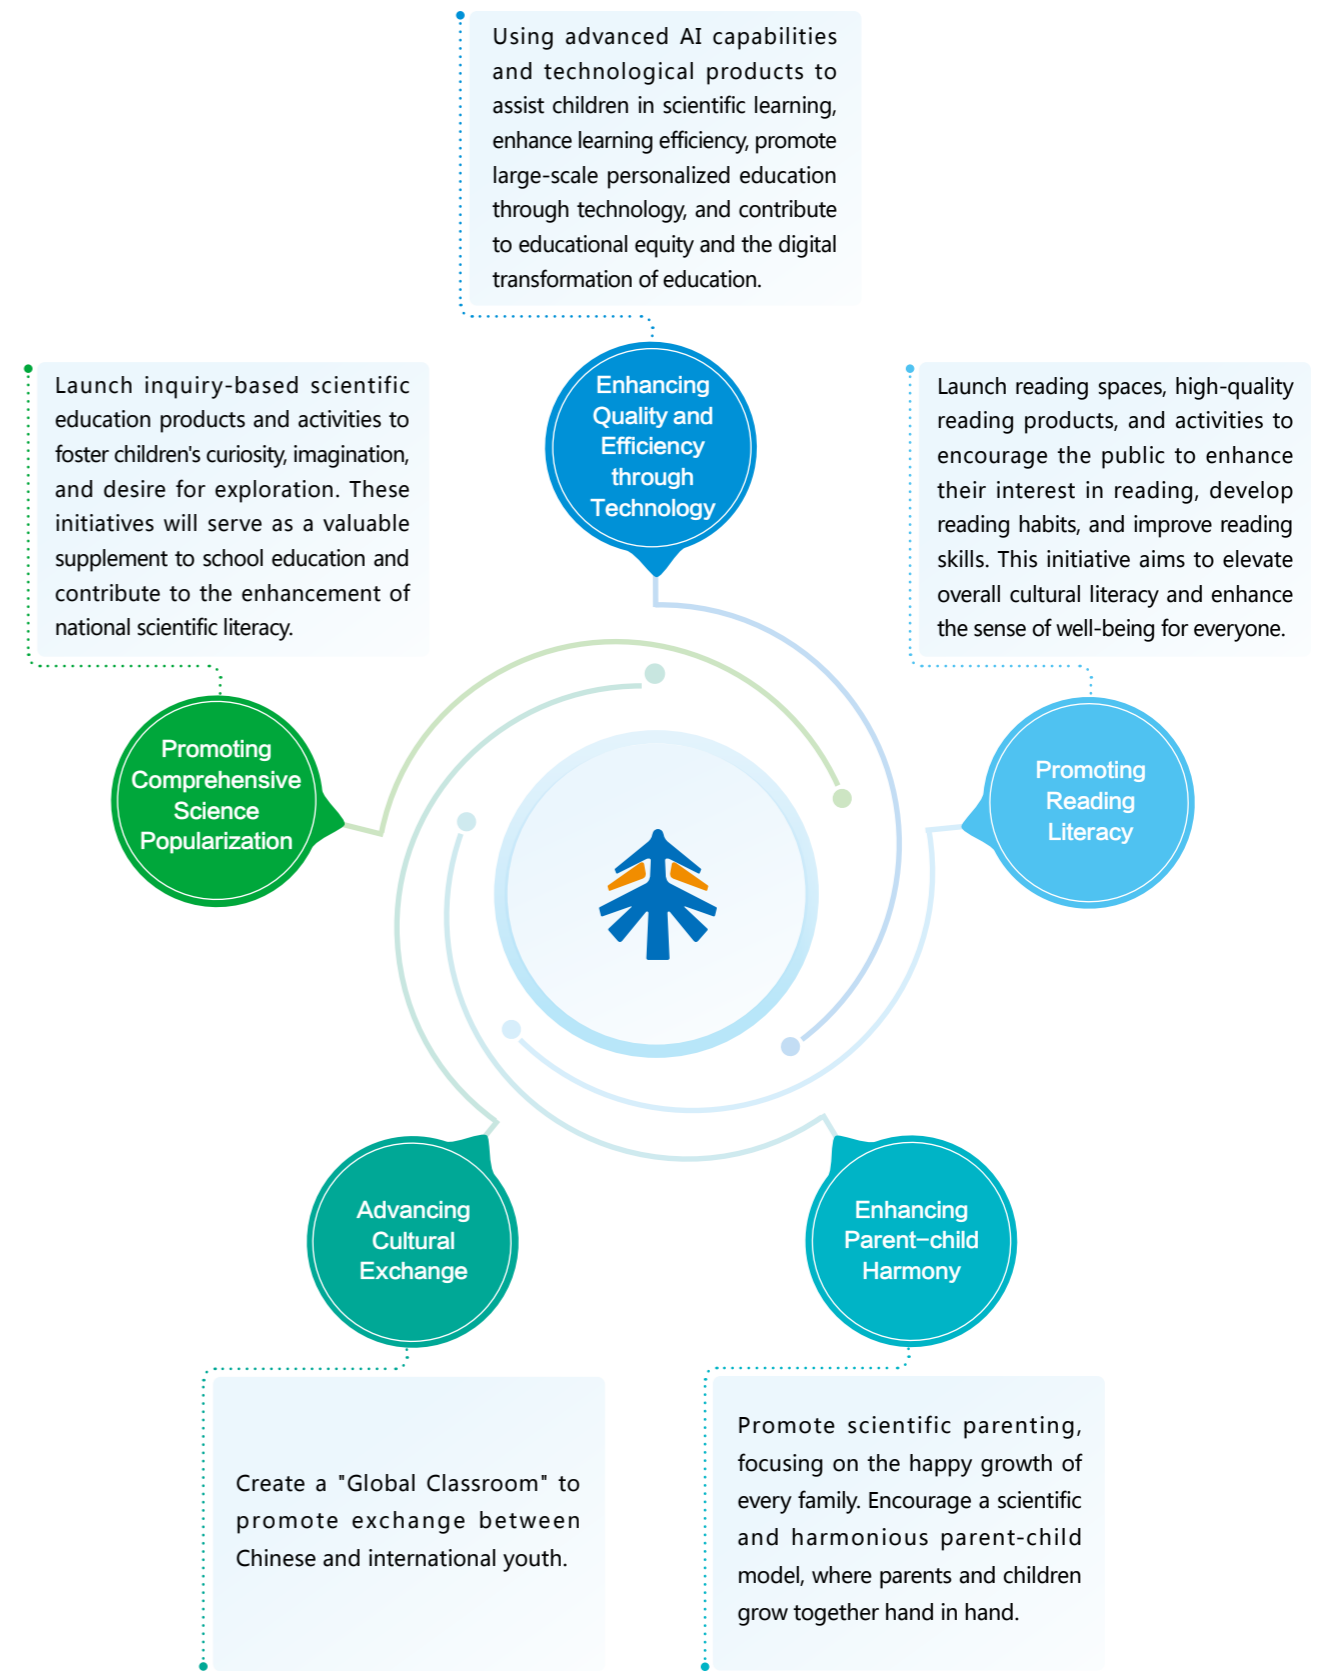 Using advanced AI capabilities
and technological products to
assist children in scientific learning,
enhance learning efficiency, promote
large-scale personalized education
through technology, and contribute
to educational equity and the digital
transformation of education.
Enhancing
Quality and
Efficiency
through
Technology
Launch inquiry-based scientific
education products and activities to
foster children's curiosity, imagination,
and desire for exploration. These
initiatives will serve as a valuable
supplement to school education and
contribute to the enhancement of
national scientific literacy.
Promoting
Comprehensive
Science
Popularization
Launch reading spaces, high-quality
reading products, and activities to
encourage the public to enhance
their interest in reading, develop
reading habits, and improve reading
skills. This initiative aims to elevate
overall cultural literacy and enhance
the sense of well-being for everyone.
Promoting
Reading
Literacy
Advancing
Cultural
Exchange
Create a "Global Classroom" to
promote exchange between
Chinese and international youth.
Enhancing
Parent-child
Harmony
Promote scientific parenting,
focusing on the happy growth of
every family. Encourage a scientific
and harmonious parent-child
model, where parents and children
grow together hand in hand.